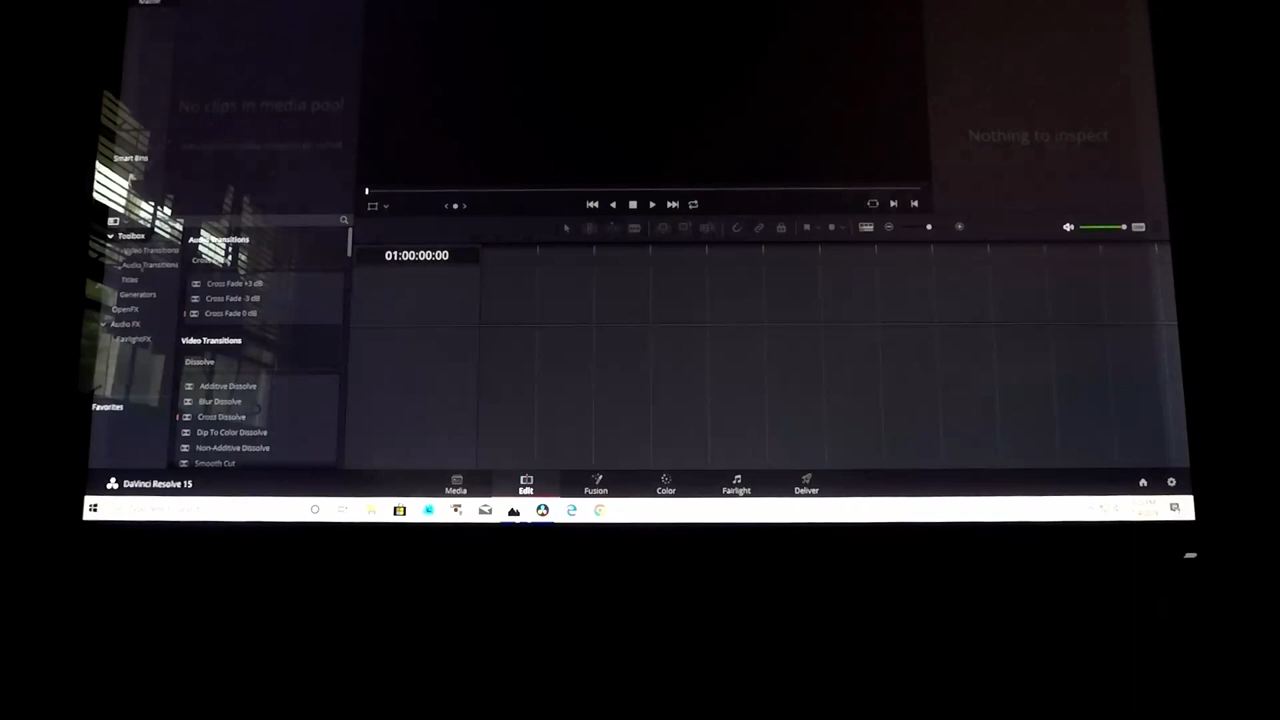 Master
No clips in media pool
Nothing to inspect
Smart Bins
Toolbox
Video Transitions
Audio Transitions
Titles
Generators
OpenFX
Audio FX
FairlightFX
Favorites
Audio Transitions
Cross Fade +3 dB
Cross Fade -3 dB
Cross Fade 0 dB
Video Transitions
Dissolve
Additive Dissolve
Blur Dissolve
Cross Dissolve
Dip To Color Dissolve
Non-Additive Dissolve
Smooth Cut
01:00:00:00
DaVinci Resolve 15
Media
Edit
Fusion
Color
Fairlight
Deliver